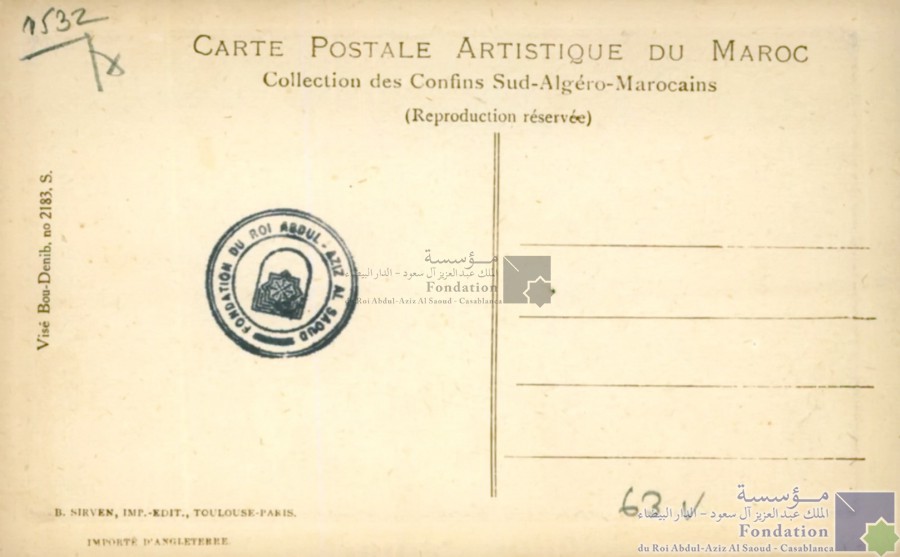 1532
CARTE POSTALE ARTISTIQUE DU MAROC
Collection des Confins Sud-Algéro-Marocains
(Reproduction réservée)
Visé Bou-Denib, no 2183, S.
FONDATION DU ROI ABDUL-AZIZ AL SAOUD
مؤسسة
الملك عبدالعزيز آل سعود - الدار البيضاء
Fondation
du Roi Abdul-Aziz Al Saoud - Casablanca
63
B. SIRVEN, IMP.-EDIT., TOULOUSE-PARIS.
IMPORTÉ D'ANGLETERRE.
مؤسسة
الملك عبدالعزيز آل سعود - الدار البيضاء
Fondation
du Roi Abdul-Aziz Al Saoud - Casablanca